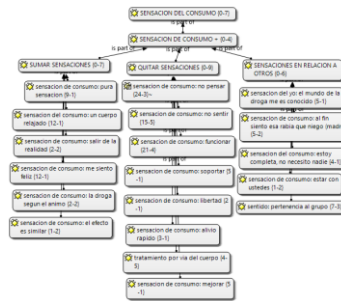 SENSACION DEL CONSUMO (0-7)
is part of
SENSACION DE CONSUMO + (0-4)
is part of
is part of
is part of
SUMAR SENSACIONES (0-7)
QUITAR SENSACIONES (0-9)
SENSACIONES EN RELACION A
OTROS (0-6)
sensacion de consumo: pura
sensacion (9-1)
sensacion del consumo: un cuerpo
relajado (12-1)
sensacion de consumo: salir de la
realidad (2-2)
sensacion de consumo: me siento
feliz (12-1)
sensacion de consumo: la droga
segun el animo (2-2)
sensacion de consumo: el efecto
es similar (1-2)
sensacion de consumo: no pensar
(24-3)~
sensacion de consumo: no sentir
(15-5)
sensacion de consumo: funcionar
(21-4)
sensacion de consumo: soportar (5
-1)
sensacion de consumo: libertad (2
-1)
sensacion de consumo: alivio
rápido (3-1)
tratamiento por via del cuerpo (4-
5)
sensacion de consumo: mejorar (5
-1)
sensacion del yo: el mundo de la
droga me es conocido (5-1)
sensacion de consumo: al fin
siento esa rabia que niego (madre)
(5-2)
sensacion del consumo: estoy
completa, no necesito nadie (4-1)
sensacion de consumo: estar con
ustedes (1-2)
sentido: pertenencia al grupo (7-3)